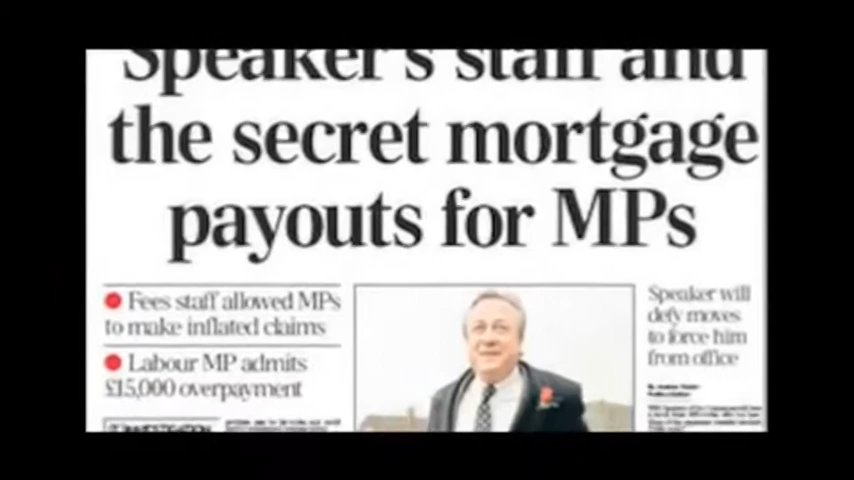 Speaker's staff and
the secret mortgage
payouts for MPs
Fees staff allowed MPs
to make inflated claims
Labour MP admits
£15,000 overpayment
Speaker will
defy moves
to force him
from office
INVESTIGATION